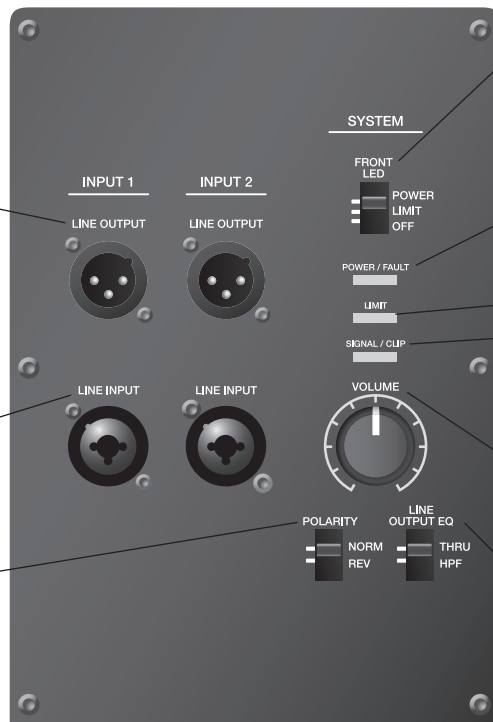 SYSTEM
FRONT
LED
POWER
LIMIT
OFF
INPUT 1
INPUT 2
LINE OUTPUT
LINE OUTPUT
POWER / FAULT
LIMIT
SIGNAL / CLIP
LINE INPUT
LINE INPUT
VOLUME
POLARITY
NORM
REV
LINE
OUTPUT EQ
THRU
HPF